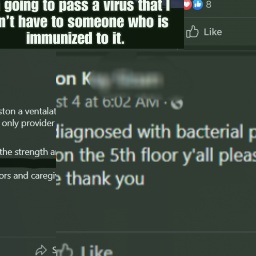 going to pass a virus that I
n't have to someone who is
immunized to it.
8
Like
on K
st 4 at 6:02 AM ·
ston a ventalat
only provider
diagnosed with bacterial p
the strength a
on the 5th floor y'all pleas
ors and caregi
e thank you
Like